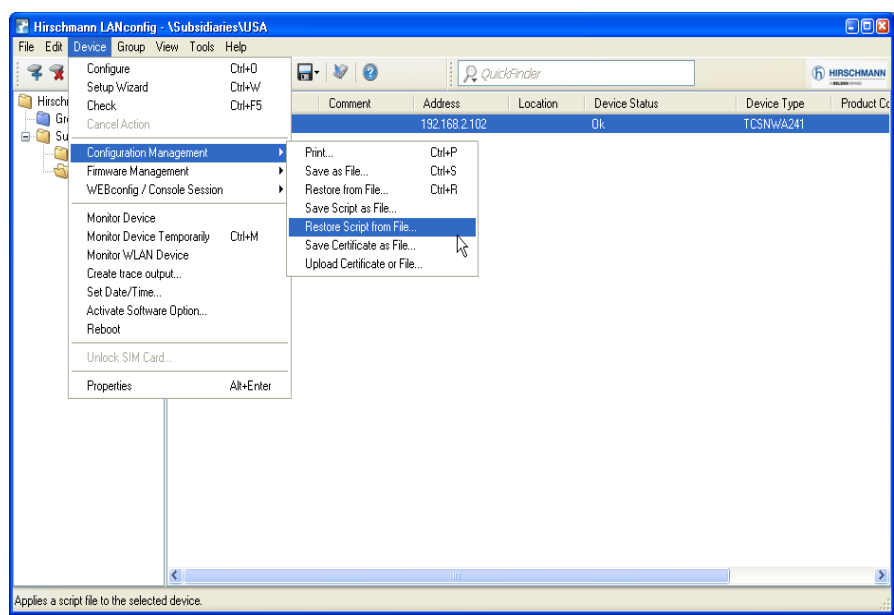 Hirschmann LANconfig - \Subsidiaries\USA
File Edit Device Group View Tools Help
QuickFinder
HIRSCHMANN
Comment Address Location Device Status Device Type Product Co
192.168.2.102 Ok TCSNWA241
Hirsch
Gr
Su
Configure Ctrl+O
Setup Wizard Ctrl+W
Check Ctrl+F5
Cancel Action
Configuration Management
Firmware Management
WEBconfig / Console Session
Monitor Device
Monitor Device Temporarily Ctrl+M
Monitor WLAN Device
Create trace output...
Set Date/Time...
Activate Software Option...
Reboot
Unlock SIM Card...
Properties Alt+Enter
Print... Ctrl+P
Save as File... Ctrl+S
Restore from File... Ctrl+R
Save Script as File...
Restore Script from File...
Save Certificate as File...
Upload Certificate or File...
Applies a script file to the selected device.